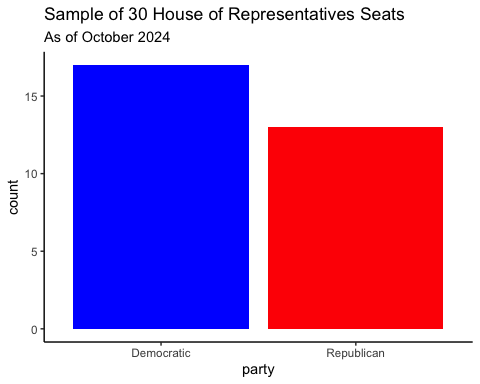 Sample of 30 House of Representatives Seats
As of October 2024
15
10
5
0
count
Democratic Republican
party